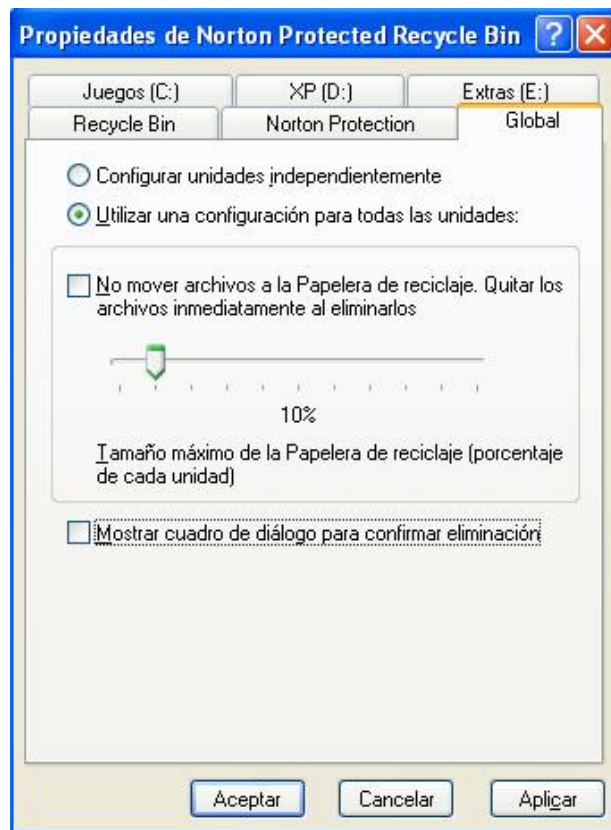 Propiedades de Norton Protected Recycle Bin
Juegos (C:) XP (D:) Extras (E:)
Recycle Bin Norton Protection Global
Configurar unidades independientemente
Utilizar una configuración para todas las unidades:
No mover archivos a la Papelera de reciclaje. Quitar los
archivos inmediatamente al eliminarlos
10%
Tamaño máximo de la Papelera de reciclaje (porcentaje
de cada unidad)
Mostrar cuadro de diálogo para confirmar eliminación
Aceptar Cancelar Aplicar